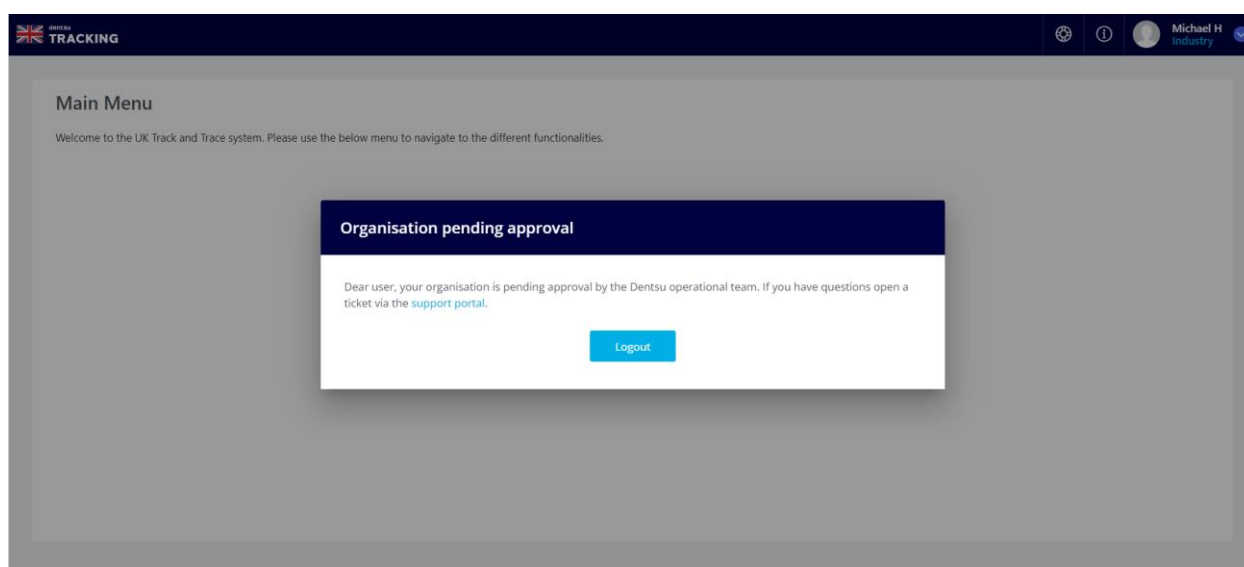 dentsu
TRACKING
Michael H
Industry
Main Menu
Welcome to the UK Track and Trace system. Please use the below menu to navigate to the different functionalities.
Organisation pending approval
Dear user, your organisation is pending approval by the Dentsu operational team. If you have questions open a
ticket via the support portal.
Logout